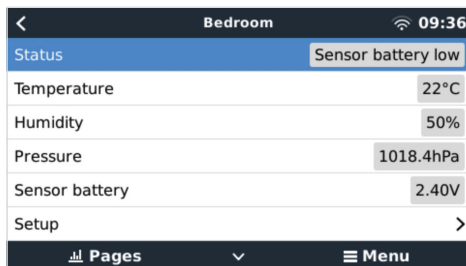 Bedroom 09:36
Status Sensor battery low
Temperature 22°C
Humidity 50%
Pressure 1018.4hPa
Sensor battery 2.40V
Setup
Pages Menu